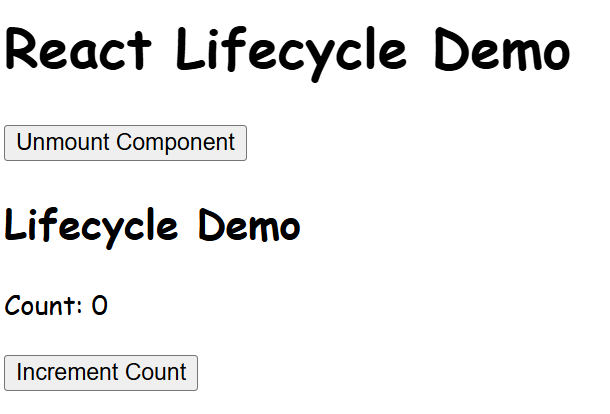 React Lifecycle Demo
Unmount Component
Lifecycle Demo
Count: 0
Increment Count